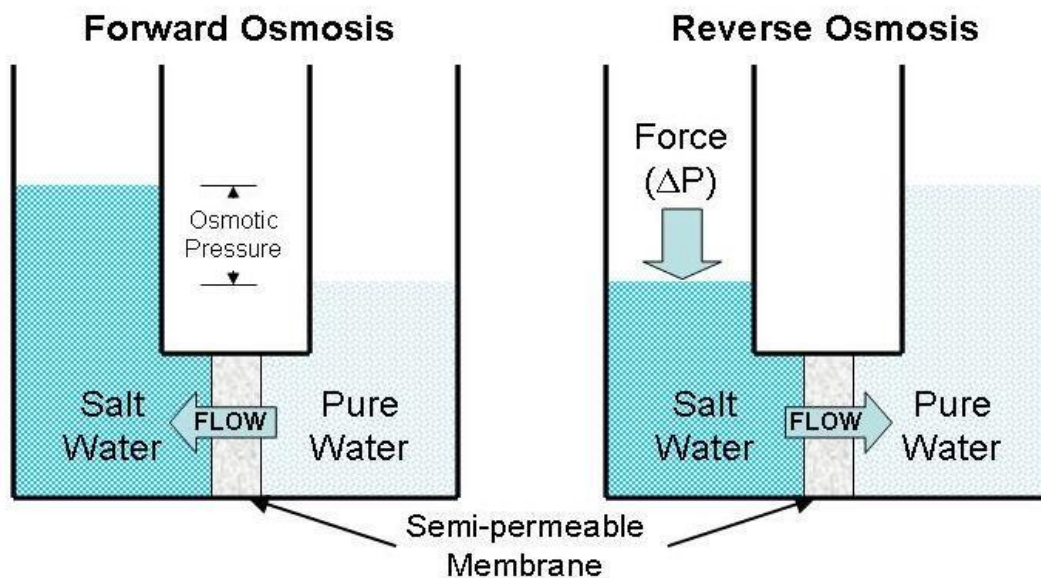 Forward Osmosis
Osmotic
Pressure
Salt
Water
FLOW
Pure
Water
Reverse Osmosis
Force
(ΔP)
Salt
Water
FLOW
Pure
Water
Semi-permeable
Membrane